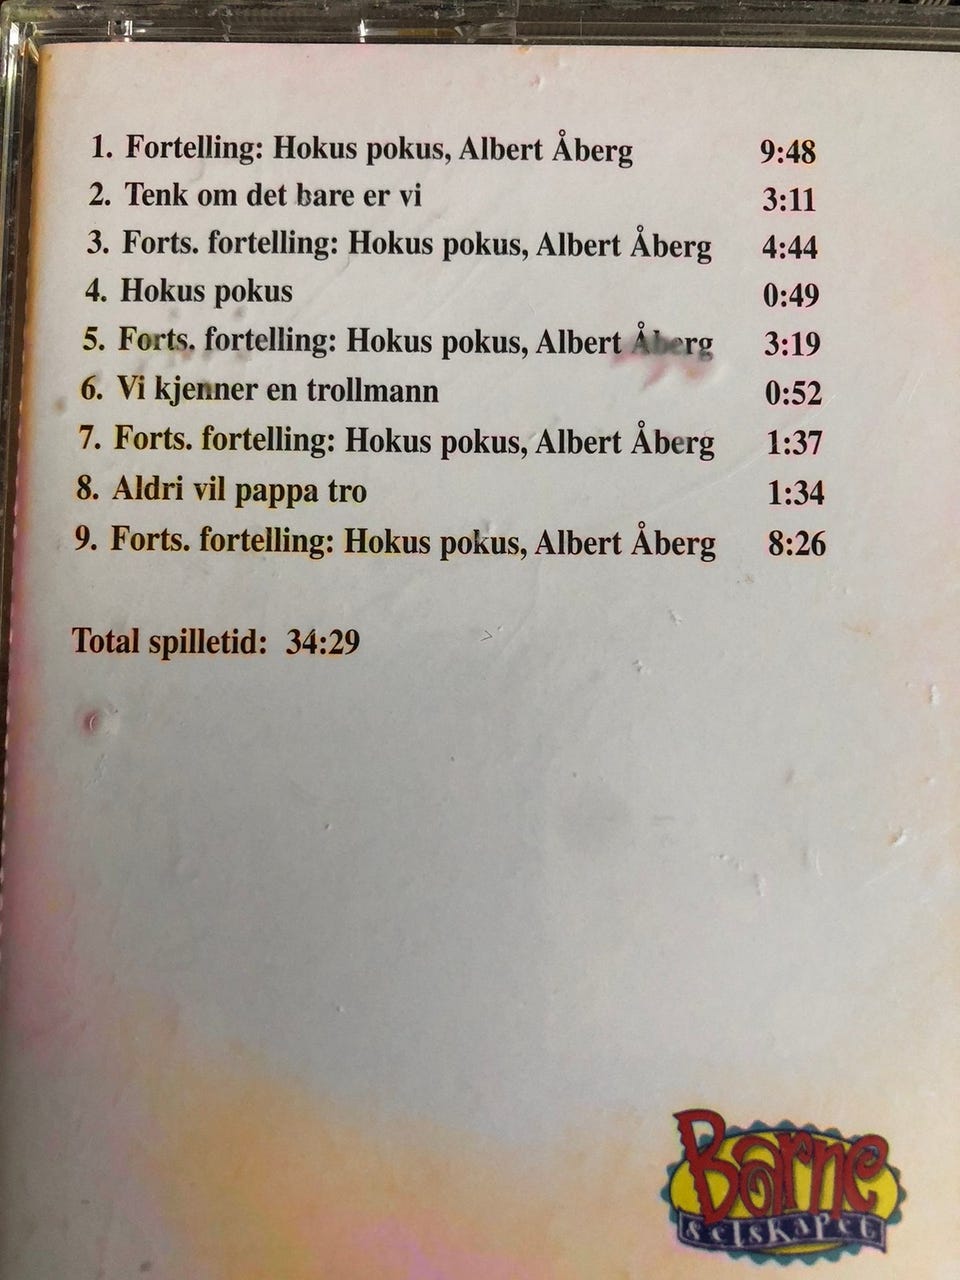 1. Fortelling: Hokus pokus, Albert Åberg 9:48
2. Tenk om det bare er vi 3:11
3. Forts. fortelling: Hokus pokus, Albert Åberg 4:44
4. Hokus pokus 0:49
5. Forts. fortelling: Hokus pokus, Albert Åberg 3:19
6. Vi kjenner en trollmann 0:52
7. Forts. fortelling: Hokus pokus, Albert Åberg 1:37
8. Aldri vil pappa tro 1:34
9. Forts. fortelling: Hokus pokus, Albert Åberg 8:26
Total spilletid: 34:29
Barne
selskapet